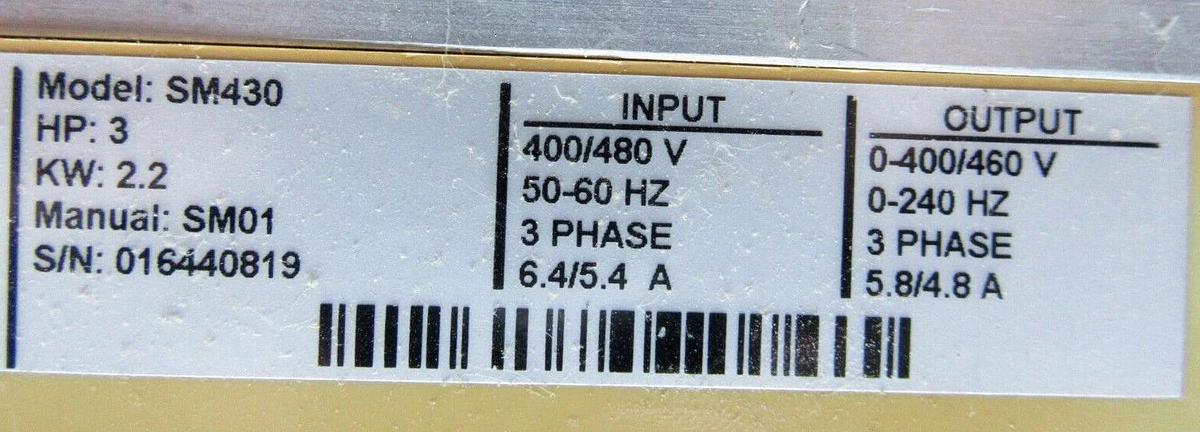 Model: SM430
HP: 3
KW: 2.2
Manual: SM01
S/N: 016440819
INPUT
400/480 V
50-60 HZ
3 PHASE
6.4/5.4 A
OUTPUT
0-400/460 V
0-240 HZ
3 PHASE
5.8/4.8 A